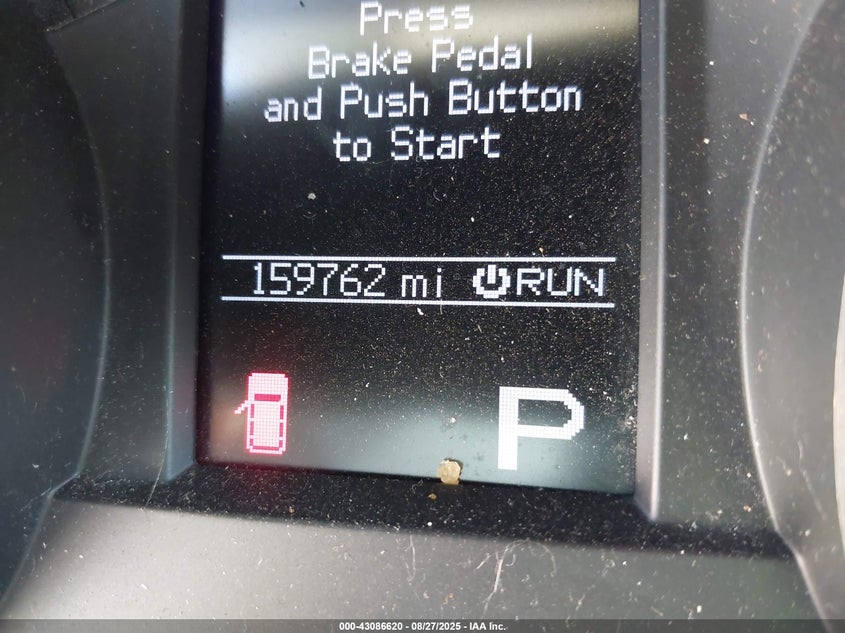 Press
Brake Pedal
and Push Button
to Start
159762 mi RUN
P
000-43086620 - 08/27/2025 - IAA Inc.